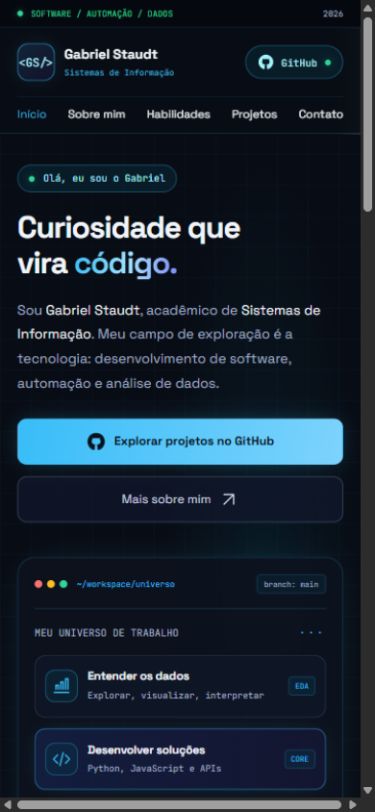 SOFTWARE / AUTOMAÇÃO / DADOS
2026
<GS/>
Gabriel Staudt
Sistemas de Informação
GitHub
Início Sobre mim Habilidades Projetos Contato
Olá, eu sou o Gabriel
Curiosidade que
vira código.
Sou Gabriel Staudt, acadêmico de Sistemas de
Informação. Meu campo de exploração é a
tecnologia: desenvolvimento de software,
automação e análise de dados.
Explorar projetos no GitHub
Mais sobre mim
~/workspace/universo
branch: main
MEU UNIVERSO DE TRABALHO
...
Entender os dados
Explorar, visualizar, interpretar
EDA
</>
Desenvolver soluções
Python, JavaScript e APIs
CORE